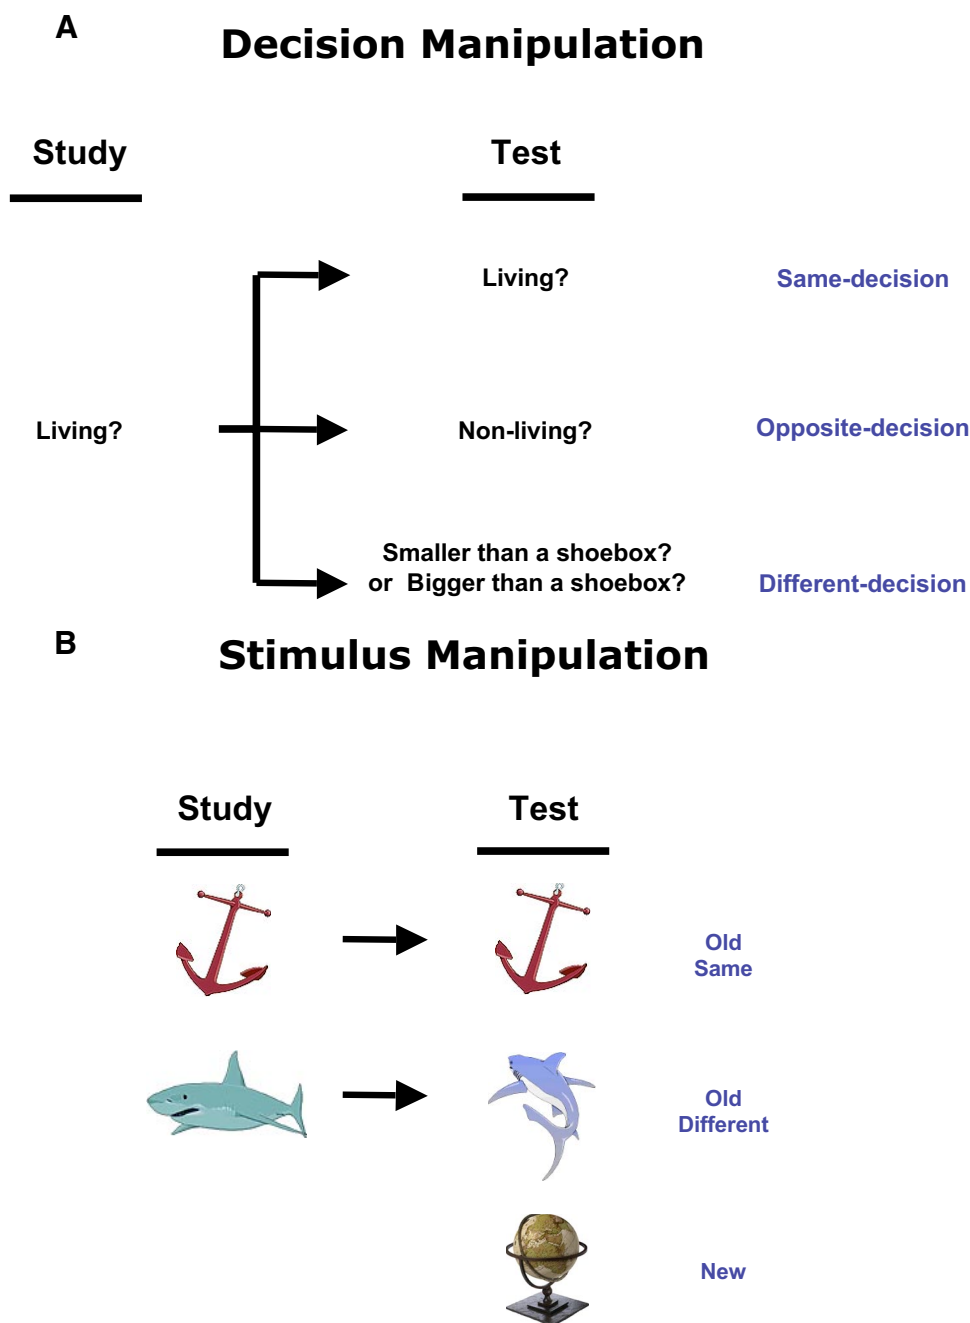 A
Decision Manipulation
Study
Test
Living?
Same-decision
Living?
Non-living?
Opposite-decision
Smaller than a shoebox?
or Bigger than a shoebox?
Different-decision
B
Stimulus Manipulation
Study
Test
Old
Same
Old
Different
New